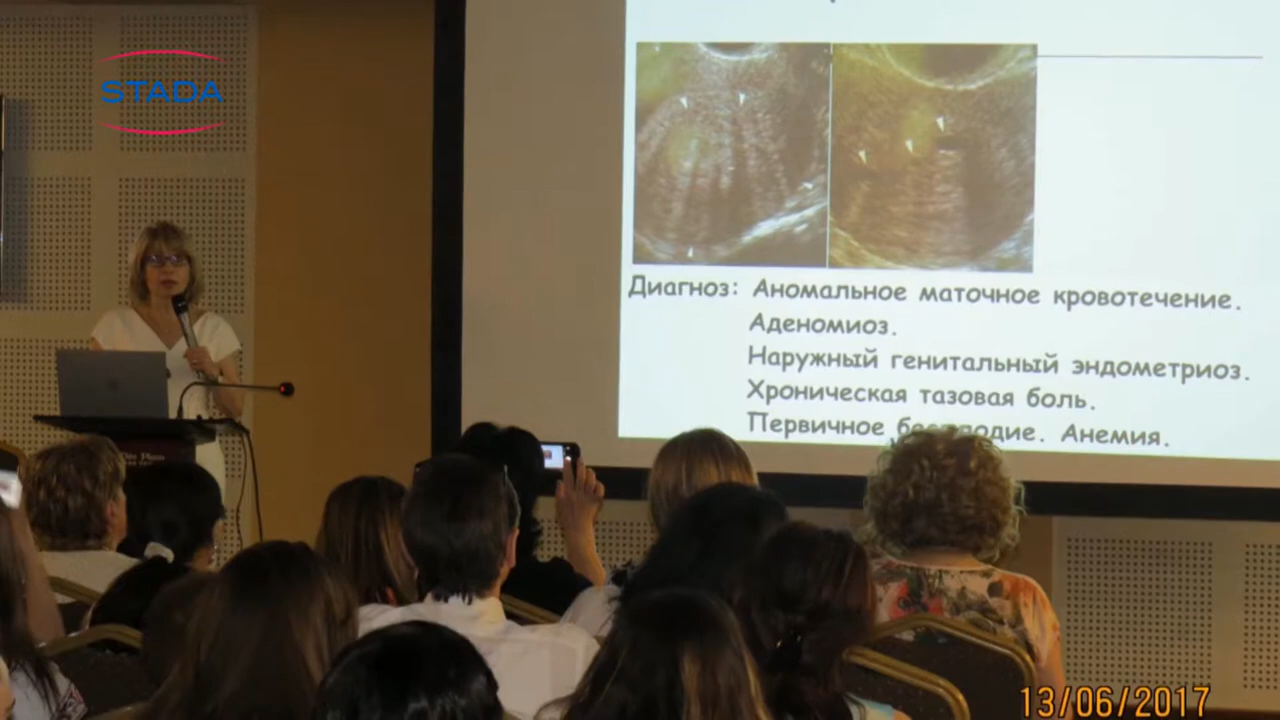 STADA
Диагноз: Аномальное маточное кровотечение.
Аденомиоз.
Наружный генитальный эндометриоз.
Хроническая тазовая боль.
Первичное бесплодие. Анемия.
13/06/2017